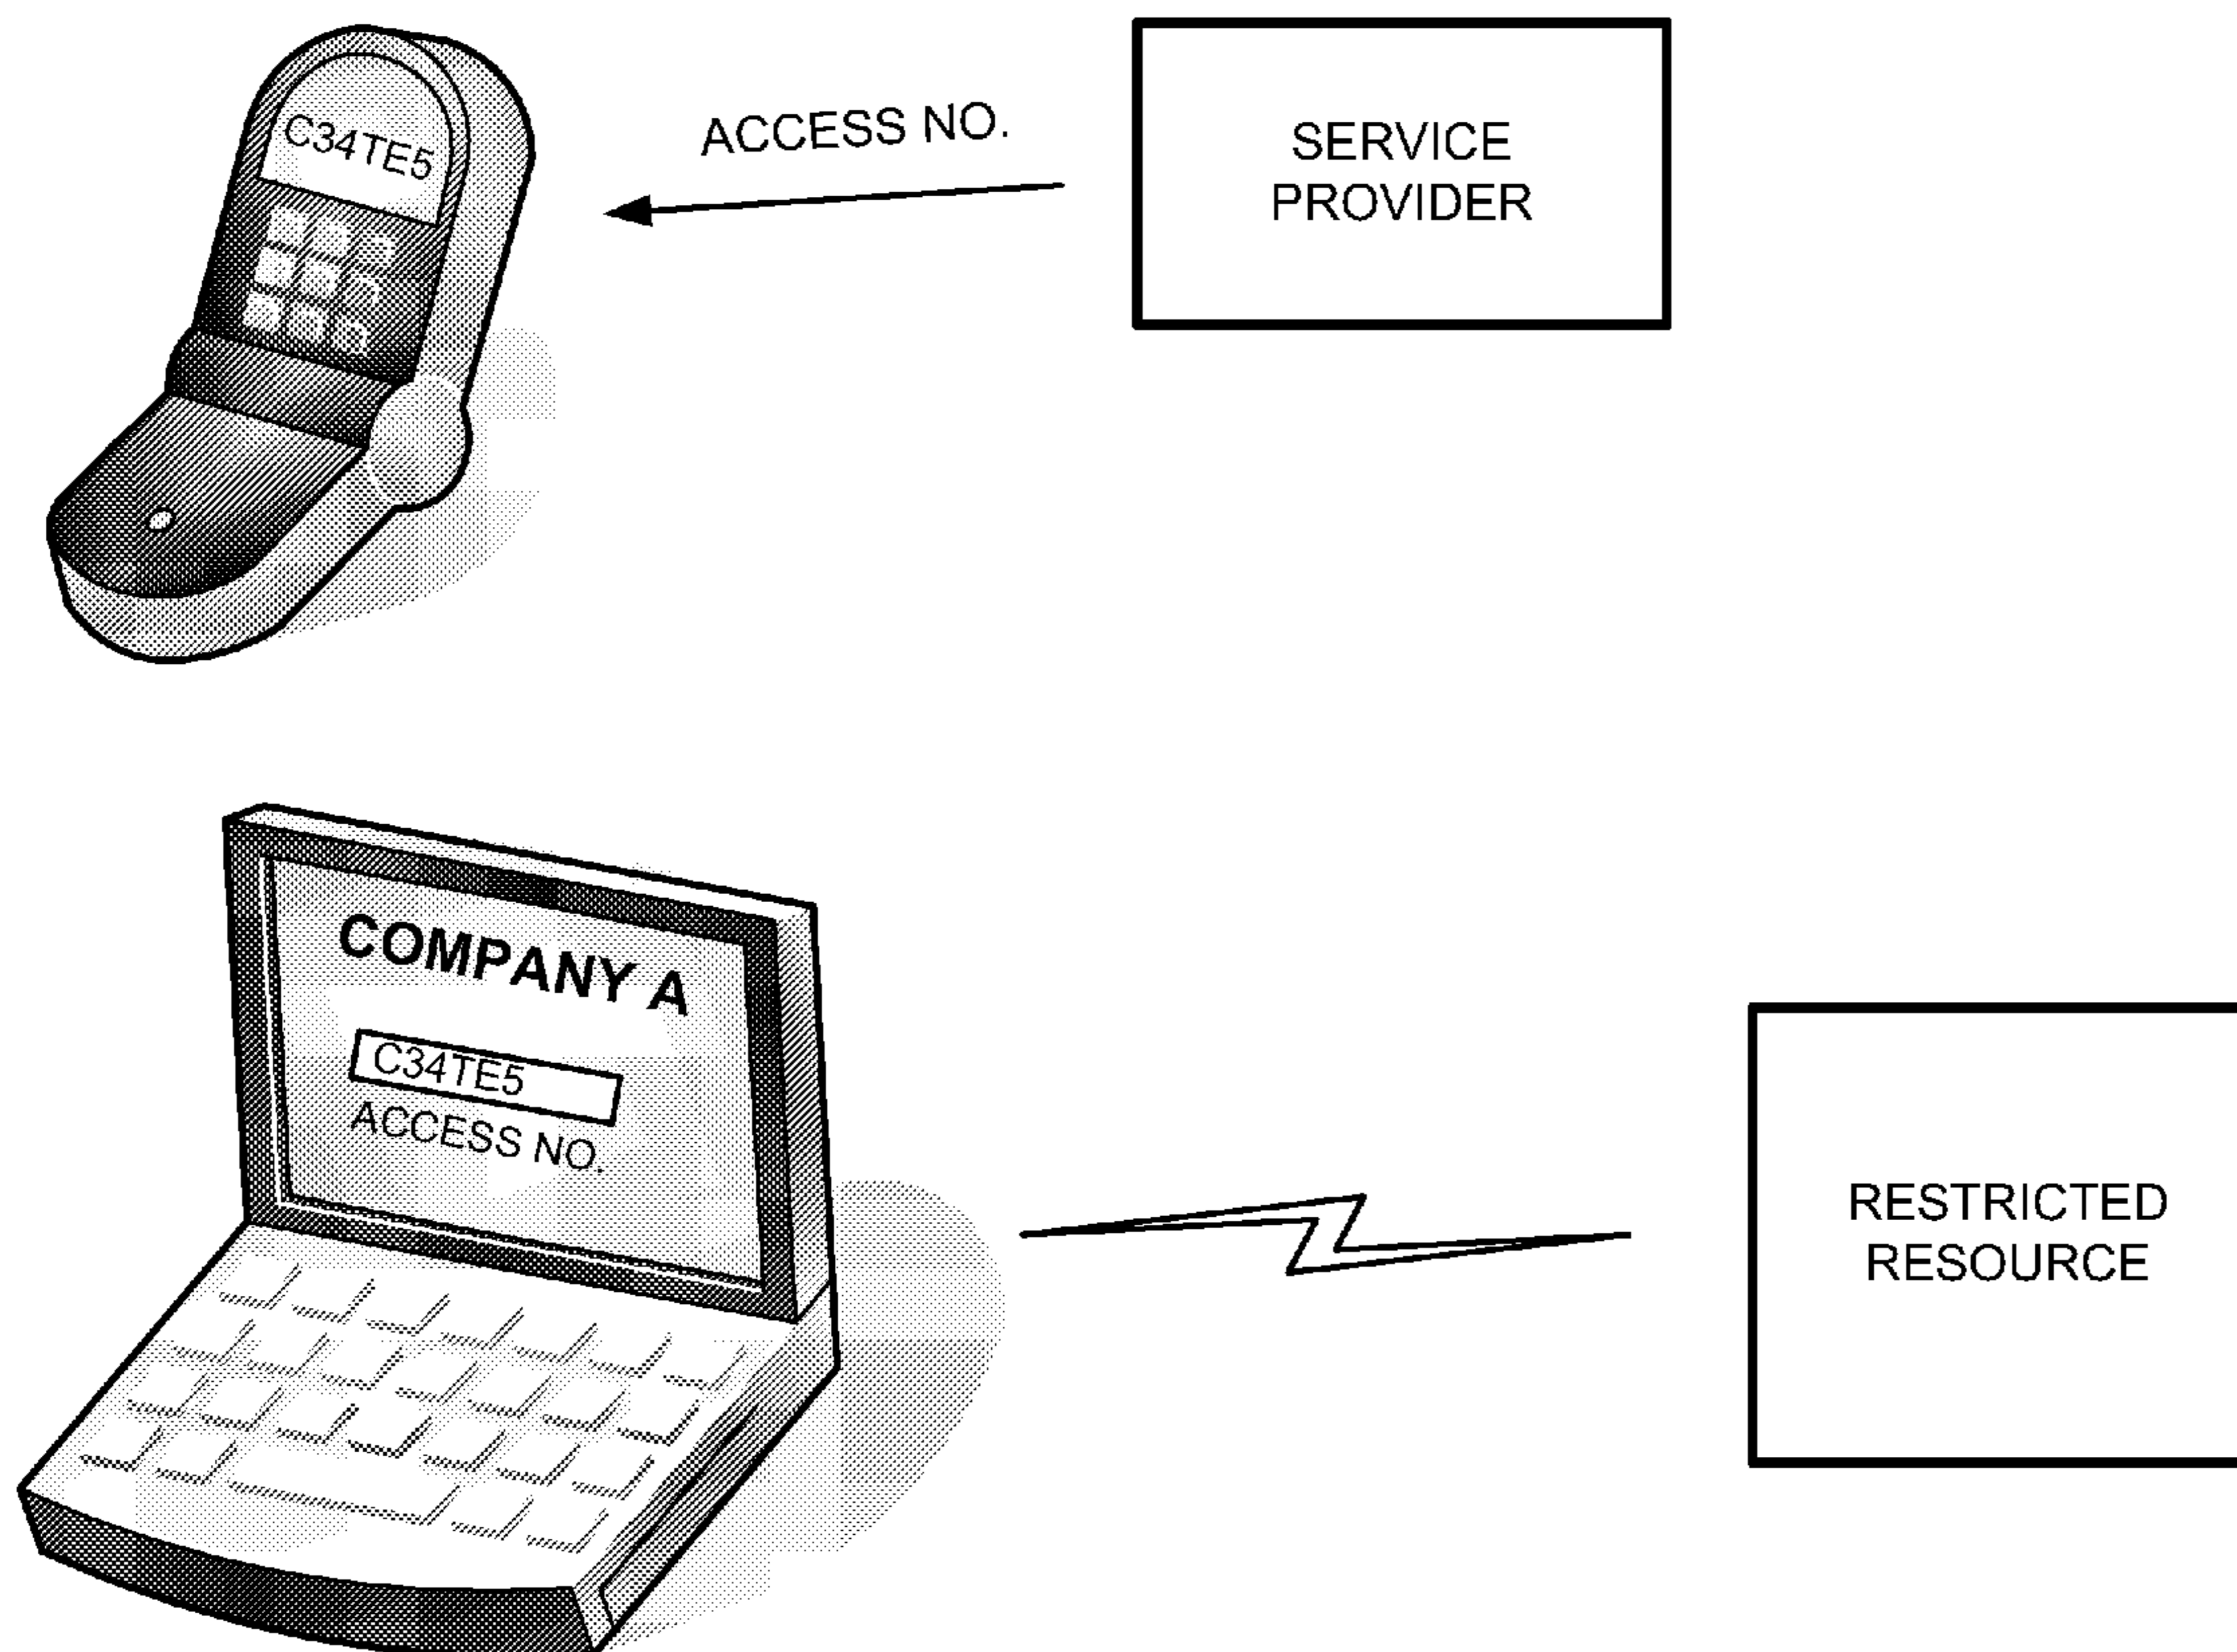 C34TE5
ACCESS NO.
SERVICE
PROVIDER
COMPANY A
C34TE5
ACCESS NO.
RESTRICTED
RESOURCE